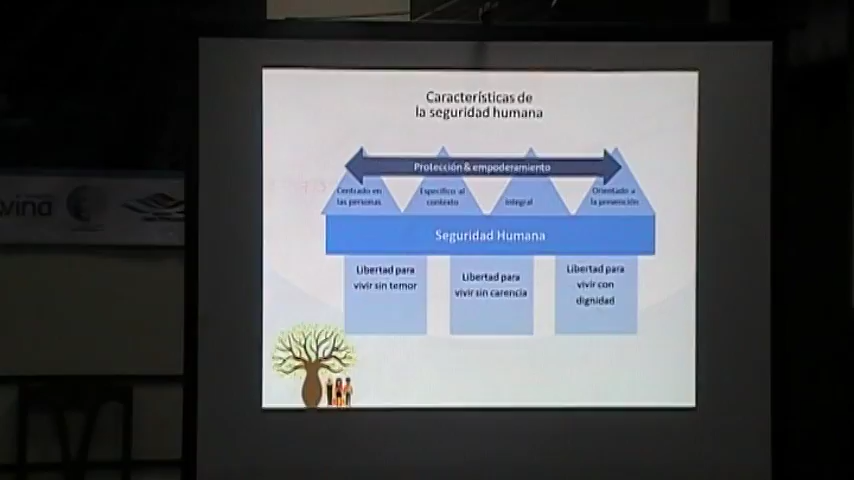 Características de
la seguridad humana
Protección & empoderamiento
Centrado en
las personas
Específico al
contexto
Integral
Orientado a
la prevención
Seguridad Humana
Libertad para
vivir sin temor
Libertad para
vivir sin carencia
Libertad para
vivir con
dignidad
vina